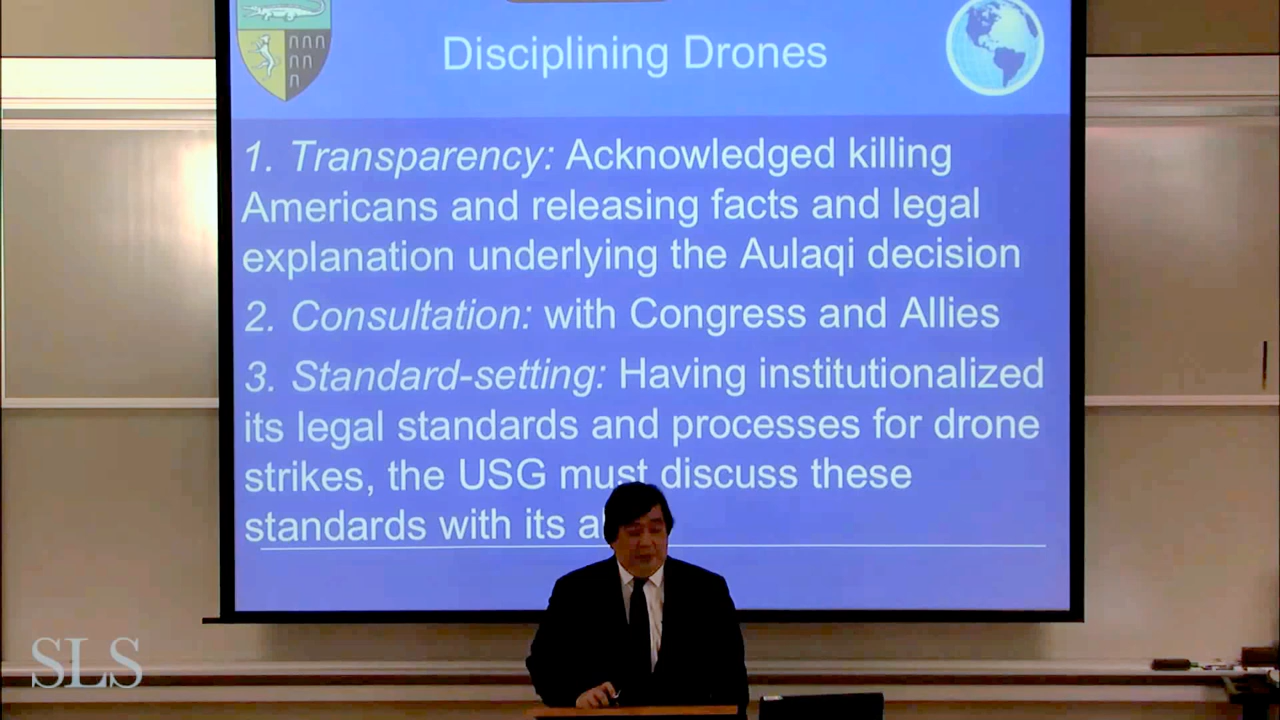 Disciplining Drones
1. Transparency: Acknowledged killing
Americans and releasing facts and legal
explanation underlying the Aulaqi decision
2. Consultation: with Congress and Allies
3. Standard-setting: Having institutionalized
its legal standards and processes for drone
strikes, the USG must discuss these
standards with its
SLS